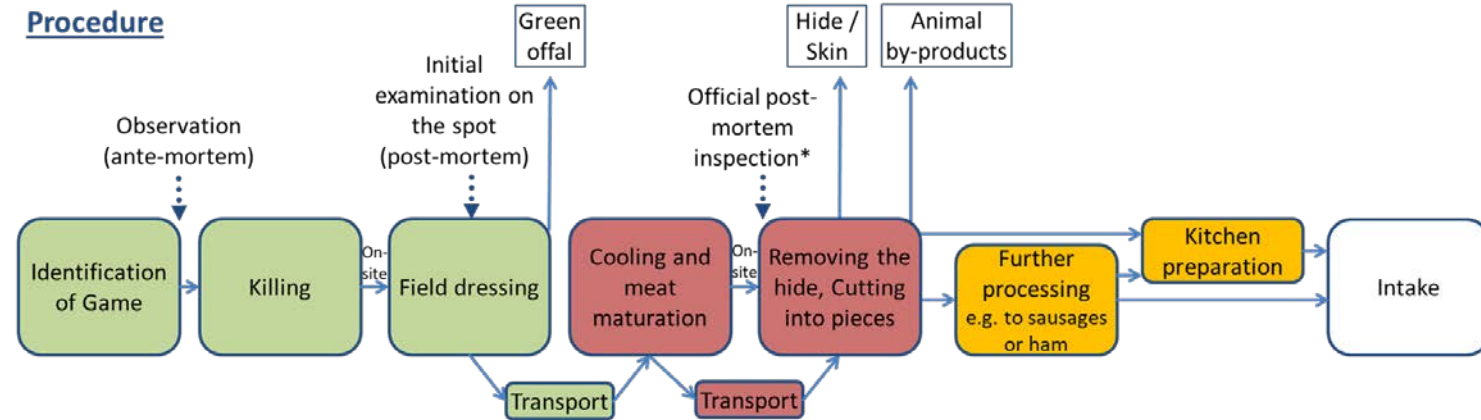 Procedure
Green
offal
Hide /
Skin
Animal
by-products
Observation
(ante-mortem)
Initial
examination on
the spot
(post-mortem)
Official post-
mortem
inspection*
Identification
of Game
Killing
On-
site
Field dressing
Transport
Cooling and
meat
maturation
On-
site
Transport
Removing the
hide, Cutting
into pieces
Further
processing
e.g. to sausages
or ham
Kitchen
preparation
Intake